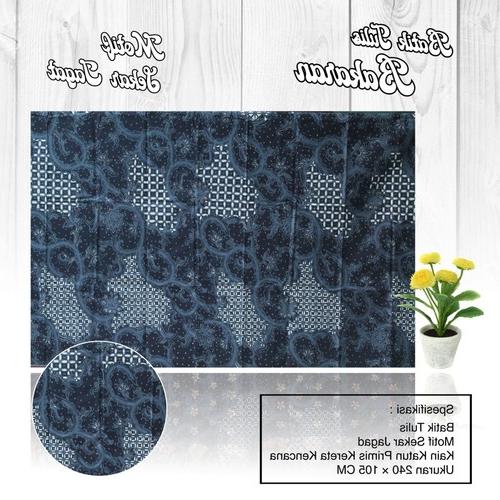 Batik Tulis
Bakaran
Motif
Sekar Jagat
Spesifikasi :
Batik Tulis
Motif Sekar Jagad
Kain Katun Primis Kereta Kencana
Ukuran 240 × 105 CM